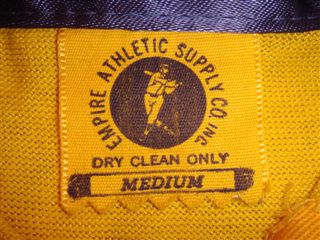 EMPIRE ATHLETIC SUPPLY CO. INC
DRY CLEAN ONLY
MEDIUM